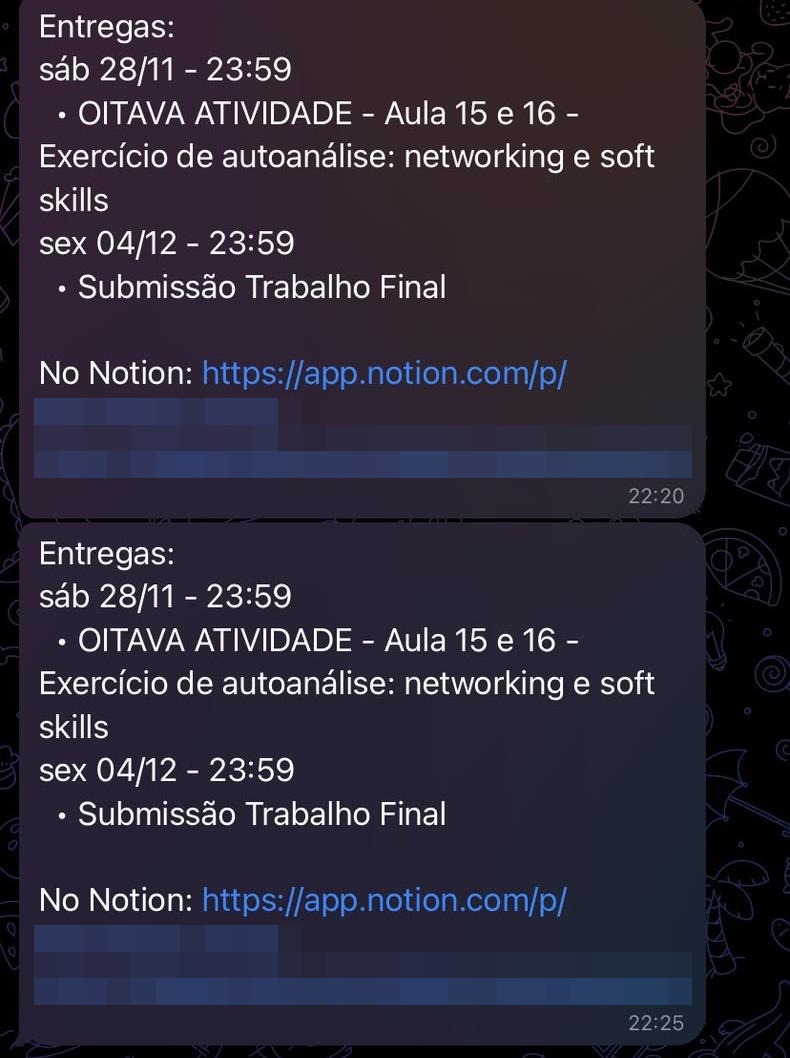 Entregas:
sáb 28/11 - 23:59
• OITAVA ATIVIDADE - Aula 15 e 16 -
Exercício de autoanálise: networking e soft
skills
sex 04/12 - 23:59
• Submissão Trabalho Final
No Notion: https://app.notion.com/p/
22:20
Entregas:
sáb 28/11 - 23:59
• OITAVA ATIVIDADE - Aula 15 e 16 -
Exercício de autoanálise: networking e soft
skills
sex 04/12 - 23:59
• Submissão Trabalho Final
No Notion: https://app.notion.com/p/
22:25